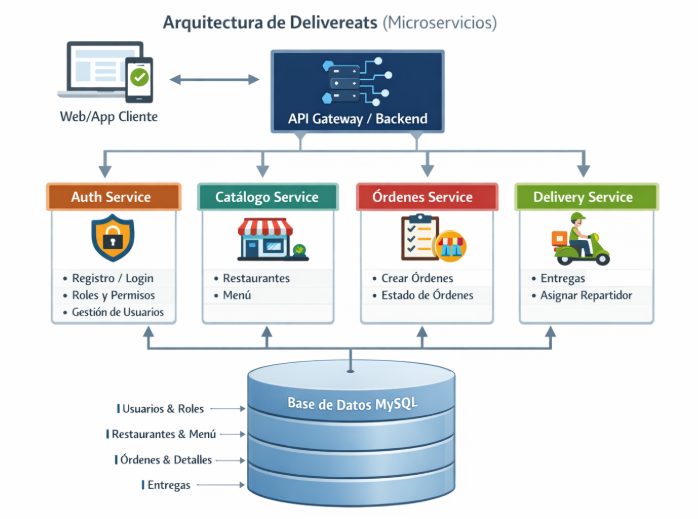 Arquitectura de Delivereats (Microservicios)
Web/App Cliente
API Gateway / Backend
Auth Service
• Registro / Login
• Roles y Permisos
• Gestión de Usuarios
Catálogo Service
• Restaurantes
• Menú
Órdenes Service
• Crear Órdenes
• Estado de Órdenes
Delivery Service
• Entregas
• Asignar Repartidor
Base de Datos MySQL
Usuarios & Roles
Restaurantes & Menú
Órdenes & Detalles
Entregas